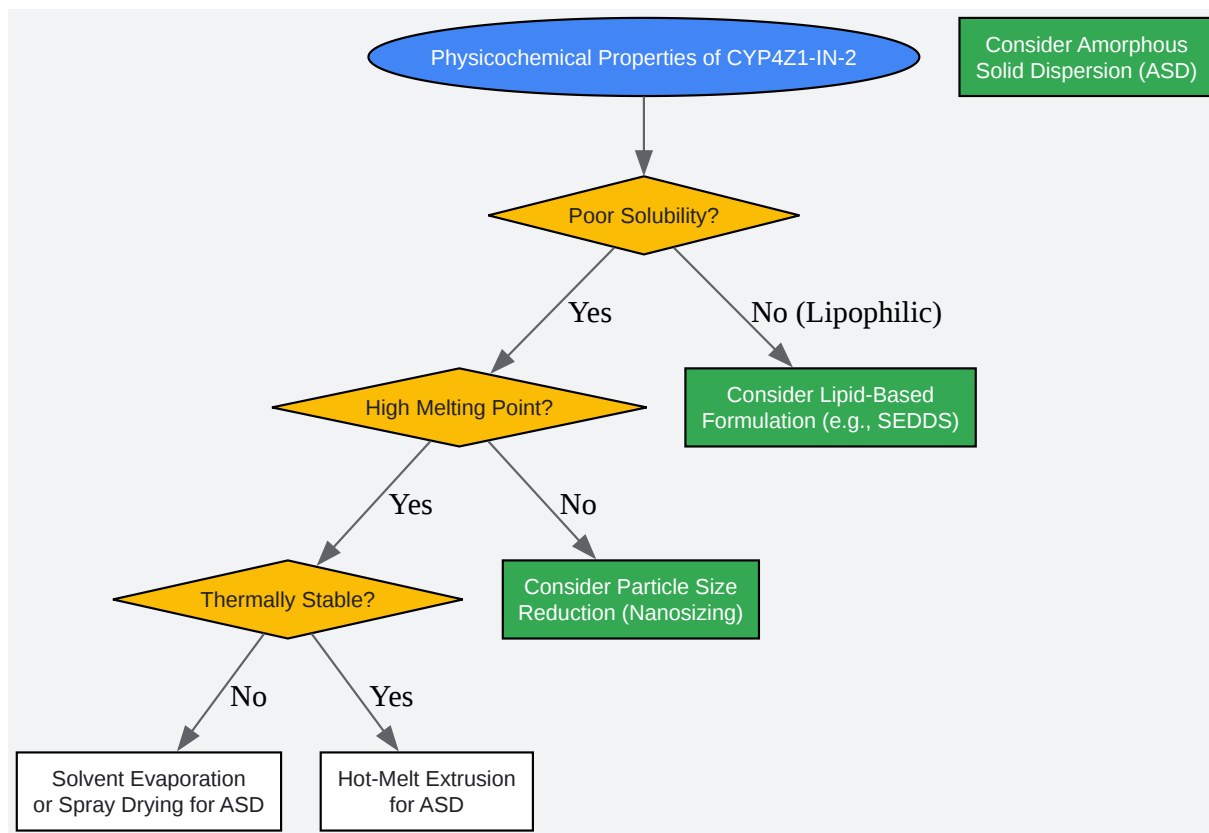 Physicochemical Properties of CYP4Z1-IN-2
Consider Amorphous
Solid Dispersion (ASD)
Poor Solubility?
Yes
No (Lipophilic)
High Melting Point?
Consider Lipid-Based
Formulation (e.g., SEDDS)
Yes
No
Thermally Stable?
Consider Particle Size
Reduction (Nanosizing)
No
Yes
Solvent Evaporation
or Spray Drying for ASD
Hot-Melt Extrusion
for ASD